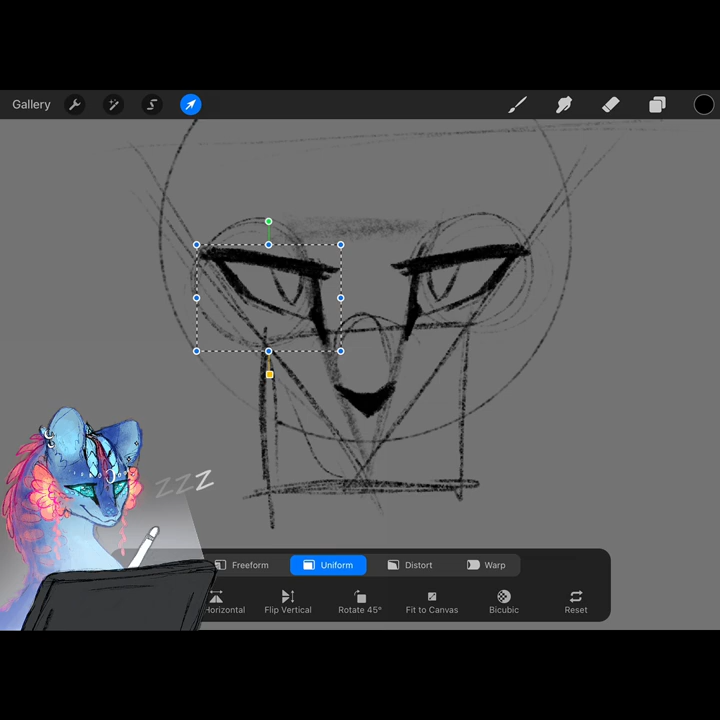 Gallery
ZZZ
Freeform Uniform Distort Warp
Horizontal Flip Vertical Rotate 45° Fit to Canvas Bicubic Reset